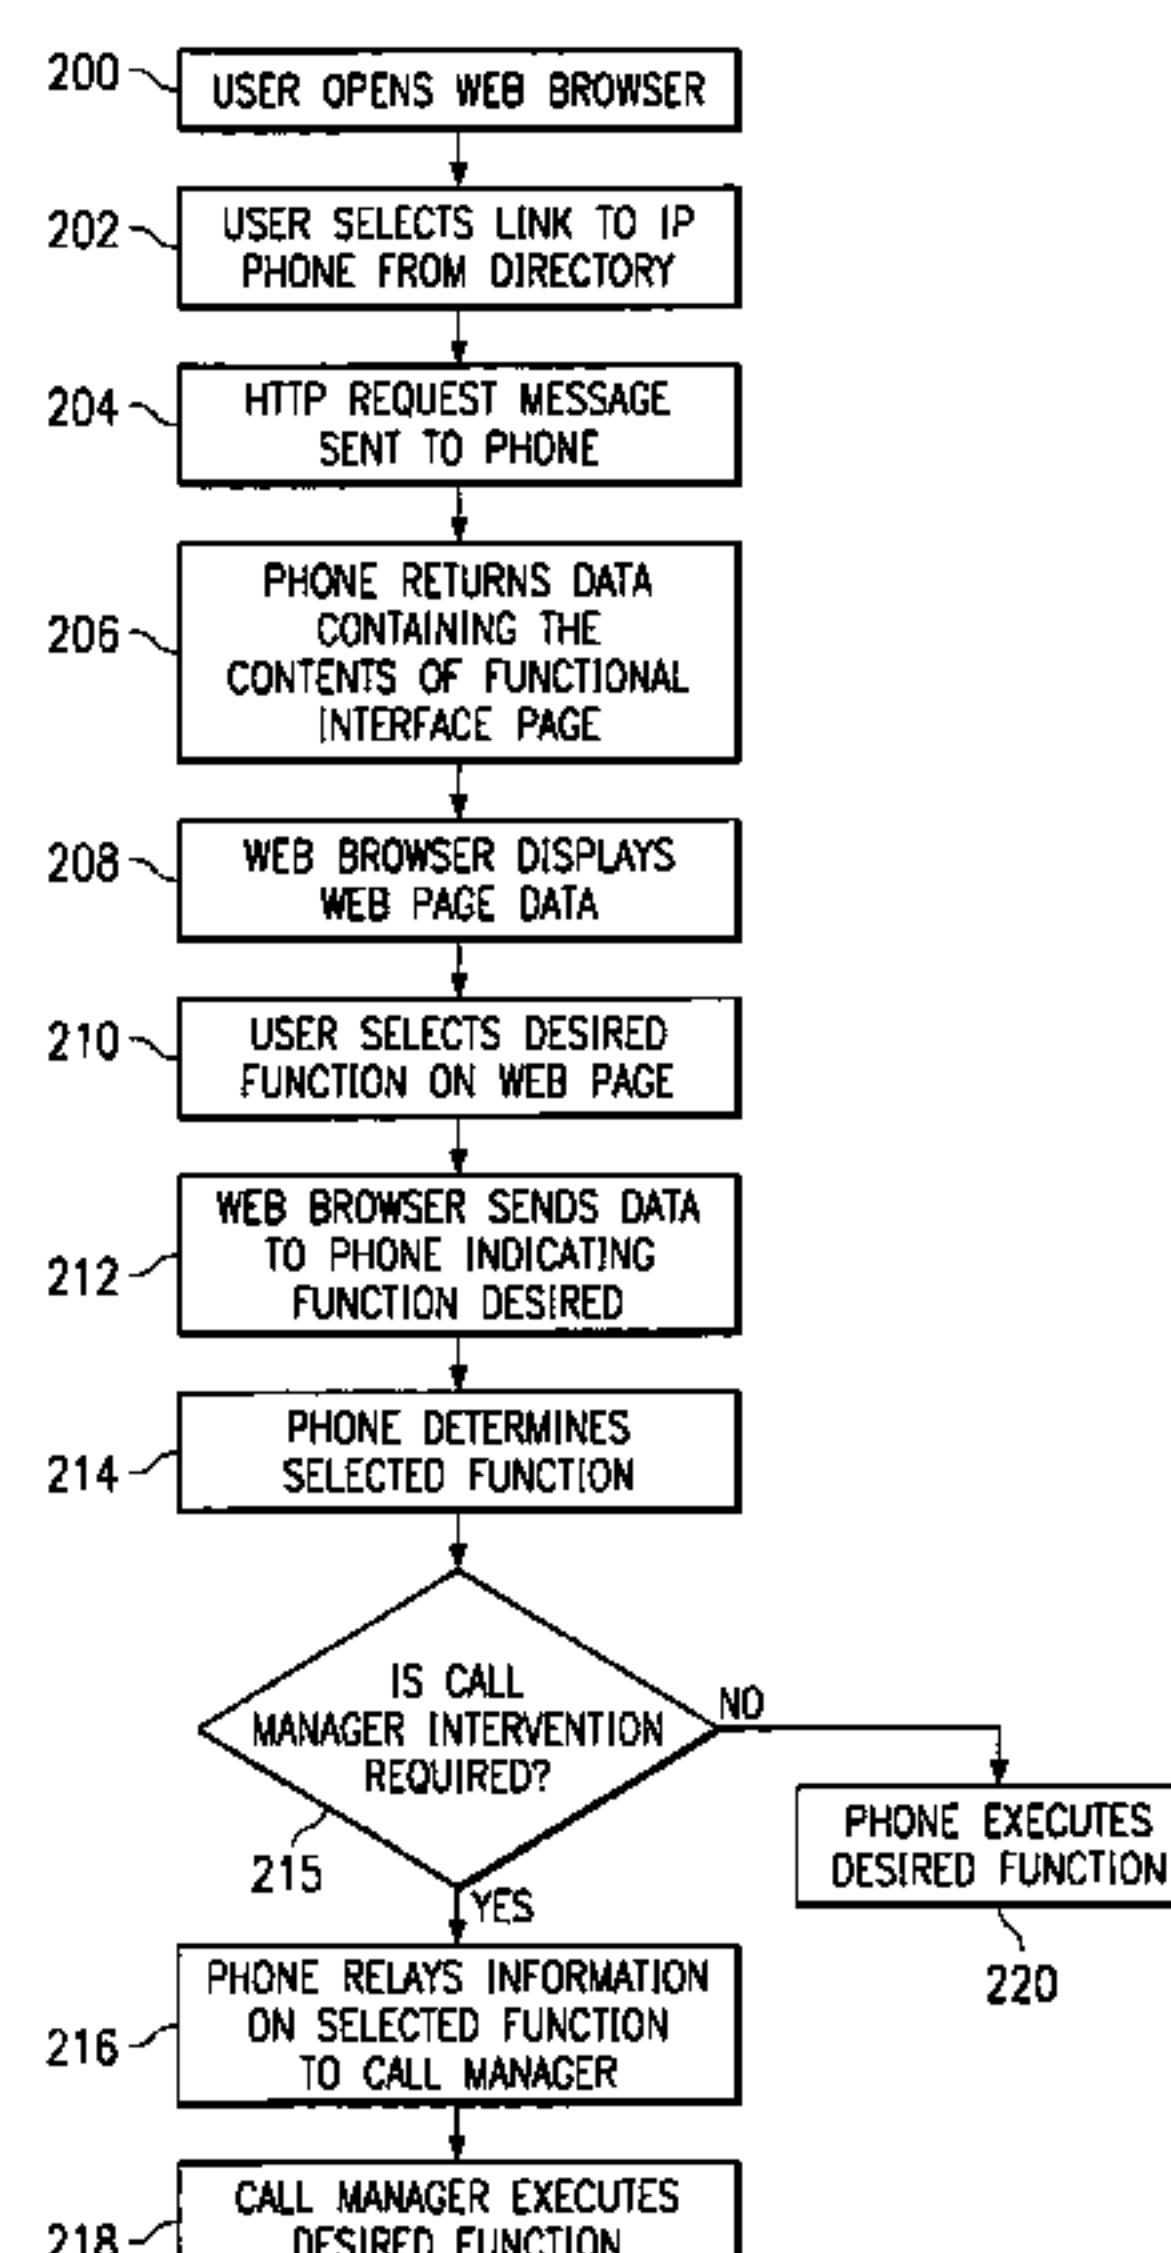 200
USER OPENS WEB BROWSER
202
USER SELECTS LINK TO IP
PHONE FROM DIRECTORY
204
HTTP REQUEST MESSAGE
SENT TO PHONE
206
PHONE RETURNS DATA
CONTAINING THE
CONTENTS OF FUNCTIONAL
INTERFACE PAGE
208
WEB BROWSER DISPLAYS
WEB PAGE DATA
210
USER SELECTS DESIRED
FUNCTION ON WEB PAGE
212
WEB BROWSER SENDS DATA
TO PHONE INDICATING
FUNCTION DESIRED
214
PHONE DETERMINES
SELECTED FUNCTION
IS CALL
MANAGER INTERVENTION
REQUIRED?
215
NO
PHONE EXECUTES
DESIRED FUNCTION
220
YES
216
PHONE RELAYS INFORMATION
ON SELECTED FUNCTION
TO CALL MANAGER
218
CALL MANAGER EXECUTES
DESIRED FUNCTION